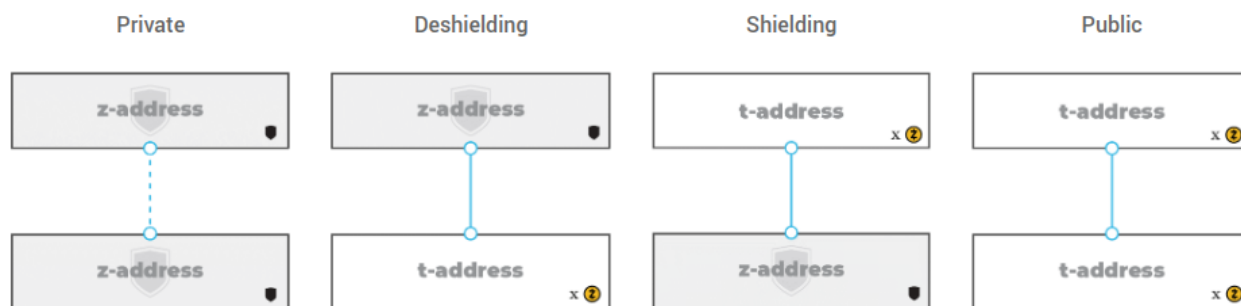 Private
Deshielding
Shielding
Public
z-address
z-address
t-address
x
t-address
x
z-address
t-address
x
z-address
t-address
x